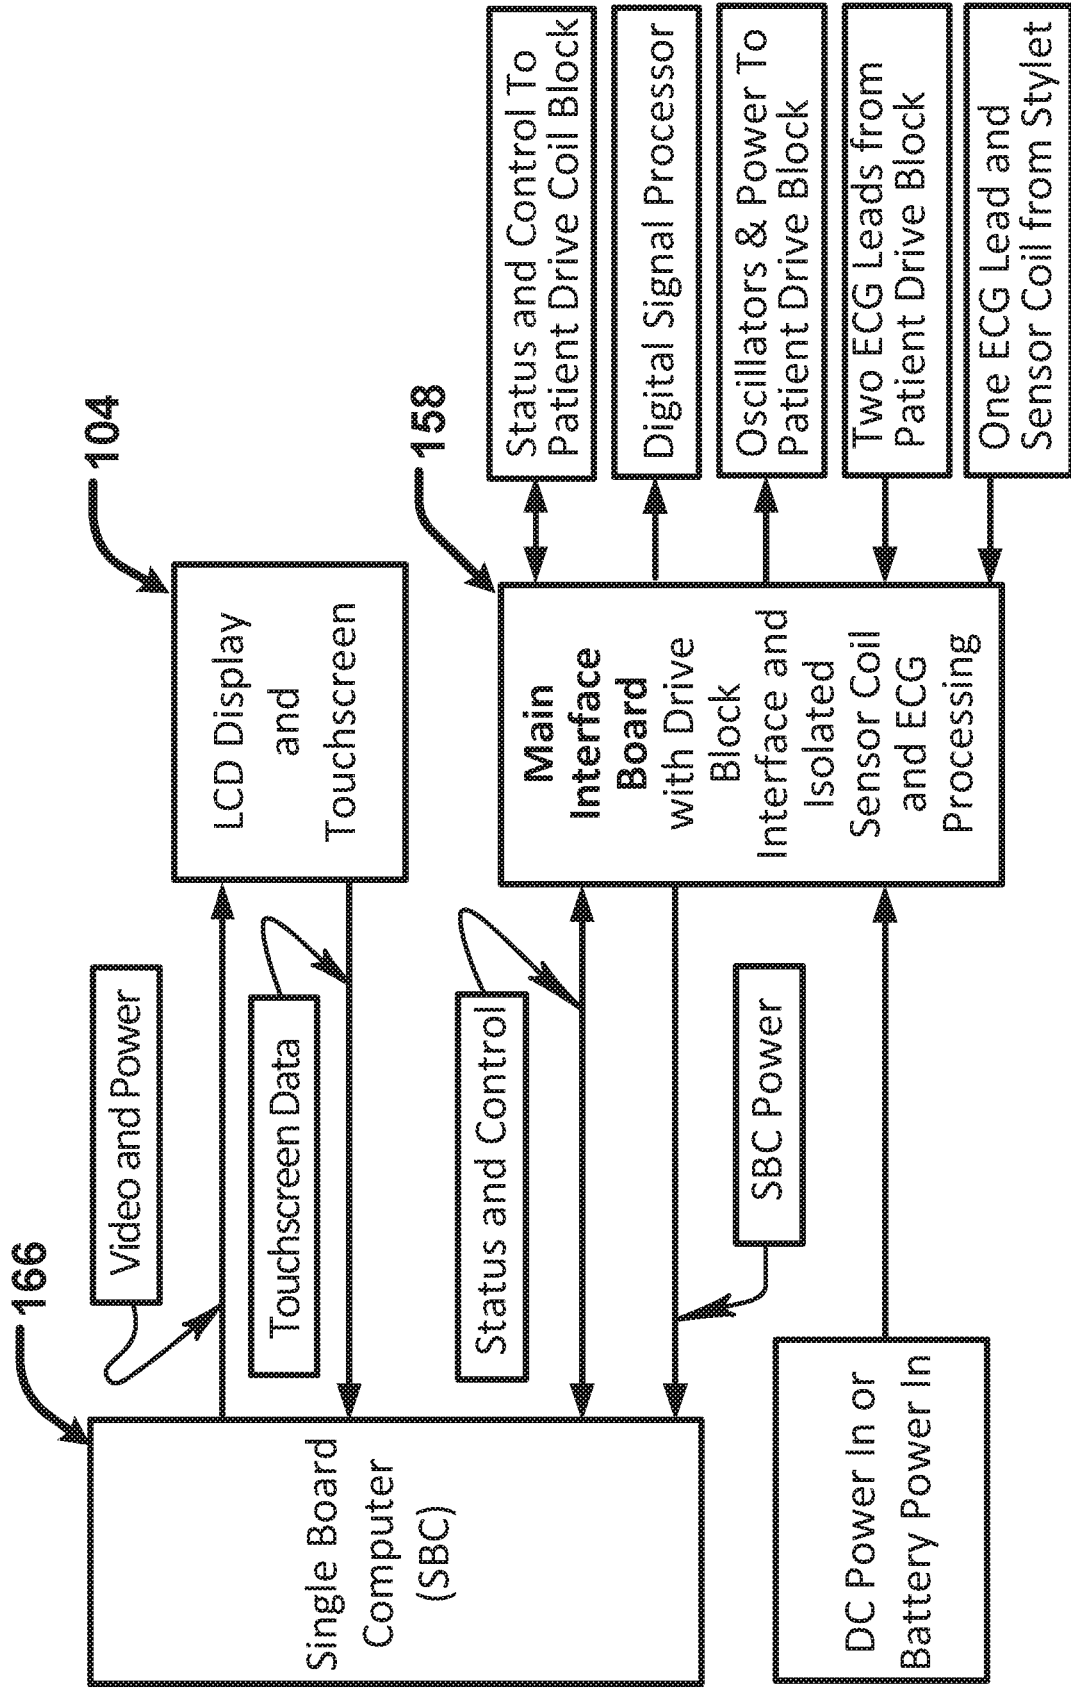 166
104
Video and Power
LCD Display
and
Touchscreen
Touchscreen Data
Single Board
Computer
(SBC)
158
Status and Control
Main
Interface
Board
with Drive
Block
Interface and
Isolated
Sensor Coil
and ECG
Processing
SBC Power
DC Power In or
Battery Power In
Status and Control To
Patient Drive Coil Block
Digital Signal Processor
Oscillators & Power To
Patient Drive Block
Two ECG Leads from
Patient Drive Block
One ECG Lead and
Sensor Coil from Stylet